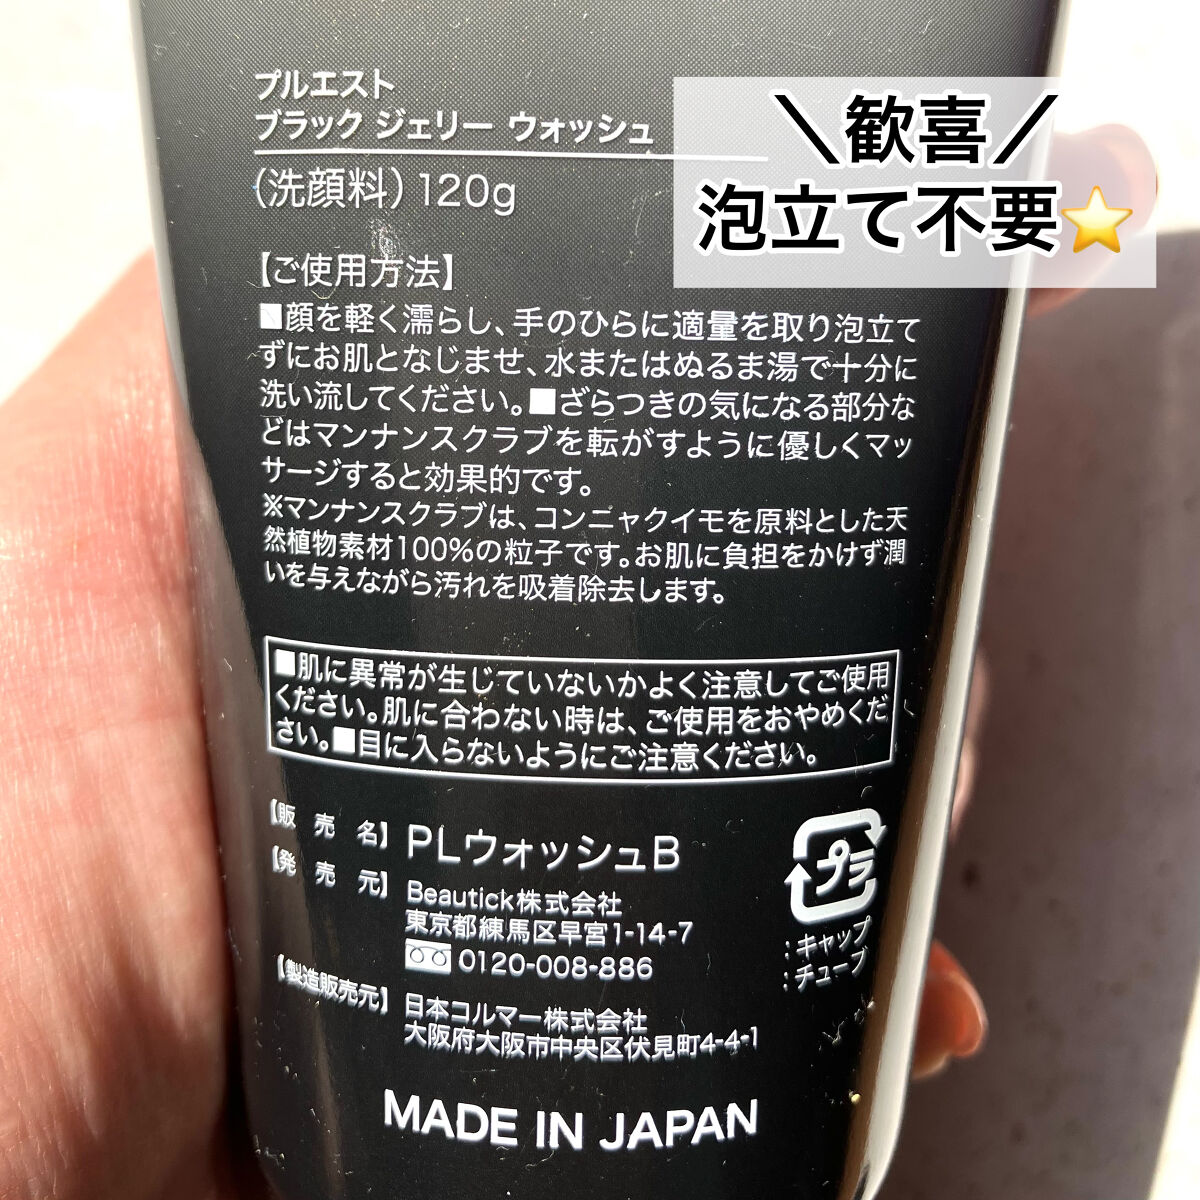 プルエスト
ブラック ジェリー ウォッシュ
(洗顔料) 120g
＼歓喜／
泡立て不要⭐
【ご使用方法】
■顔を軽く濡らし、手のひらに適量を取り泡立て
ずにお肌となじませ、水またはぬるま湯で十分に
洗い流してください。■ざらつきの気になる部分な
どはマンナンスクラブを転がすように優しくマッ
サージすると効果的です。
※マンナンスクラブは、コンニャクイモを原料とした天
然植物素材100%の粒子です。お肌に負担をかけず潤
いを与えながら汚れを吸着除去します。
■肌に異常が生じていないかよく注意してご使用
ください。肌に合わない時は、ご使用をおやめくだ
さい。■目に入らないようにご注意ください。
【販 売 名】 PLウォッシュB
【発 売 元】 Beautick株式会社
東京都練馬区早宮1-14-7
0120-008-886
【製造販売元】 日本コルマー株式会社
大阪府大阪市中央区伏見町4-4-1
プラ
: キャップ
: チューブ
MADE IN JAPAN